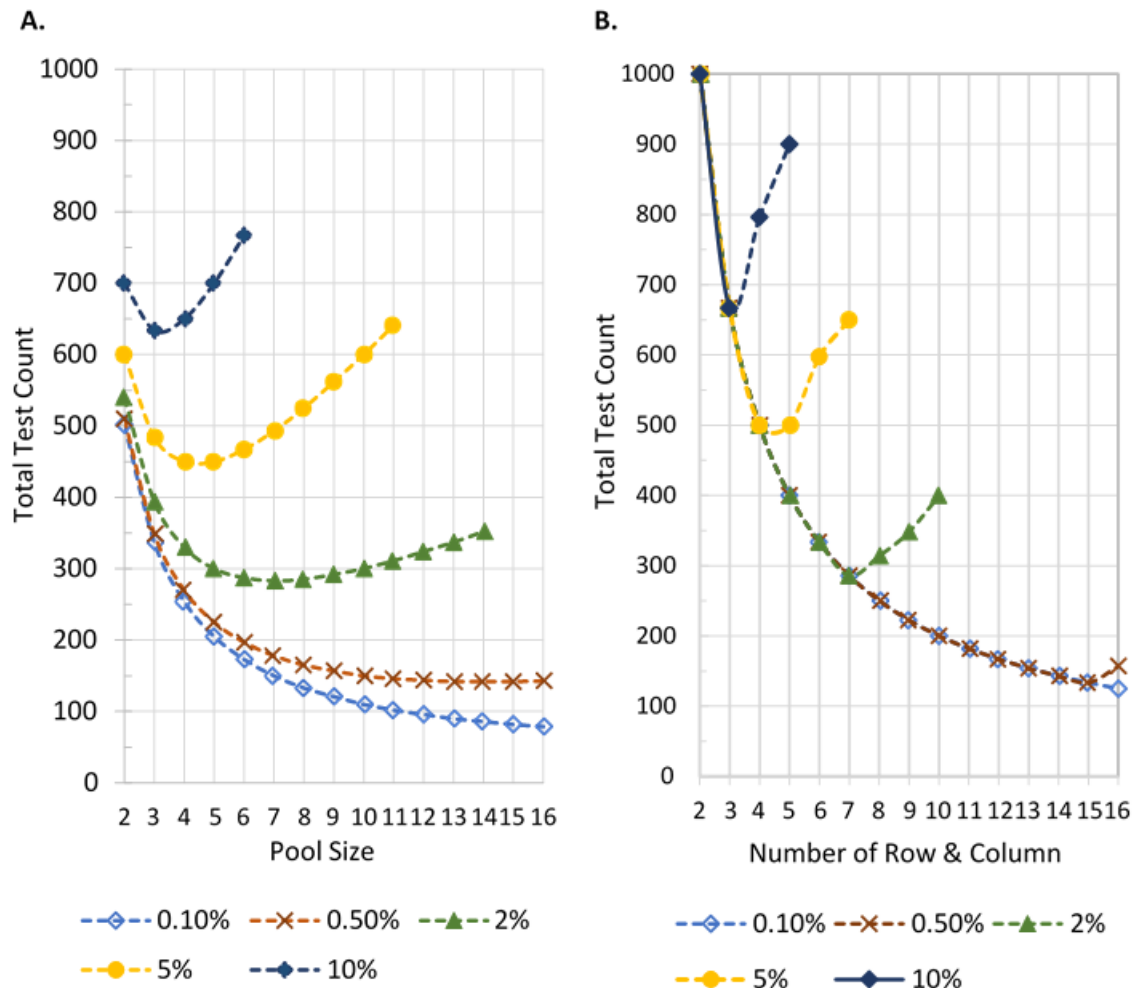 A.
1000
900
800
700
600
500
400
300
200
100
0
Total Test Count
2 3 4 5 6 7 8 9 10 11 12 13 14 15 16
Pool Size
0.10% 0.50% 2%
5% 10%
B.
1000
900
800
700
600
500
400
300
200
100
0
Total Test Count
2 3 4 5 6 7 8 9 10 11 12 13 14 15 16
Number of Row & Column
0.10% 0.50% 2%
5% 10%